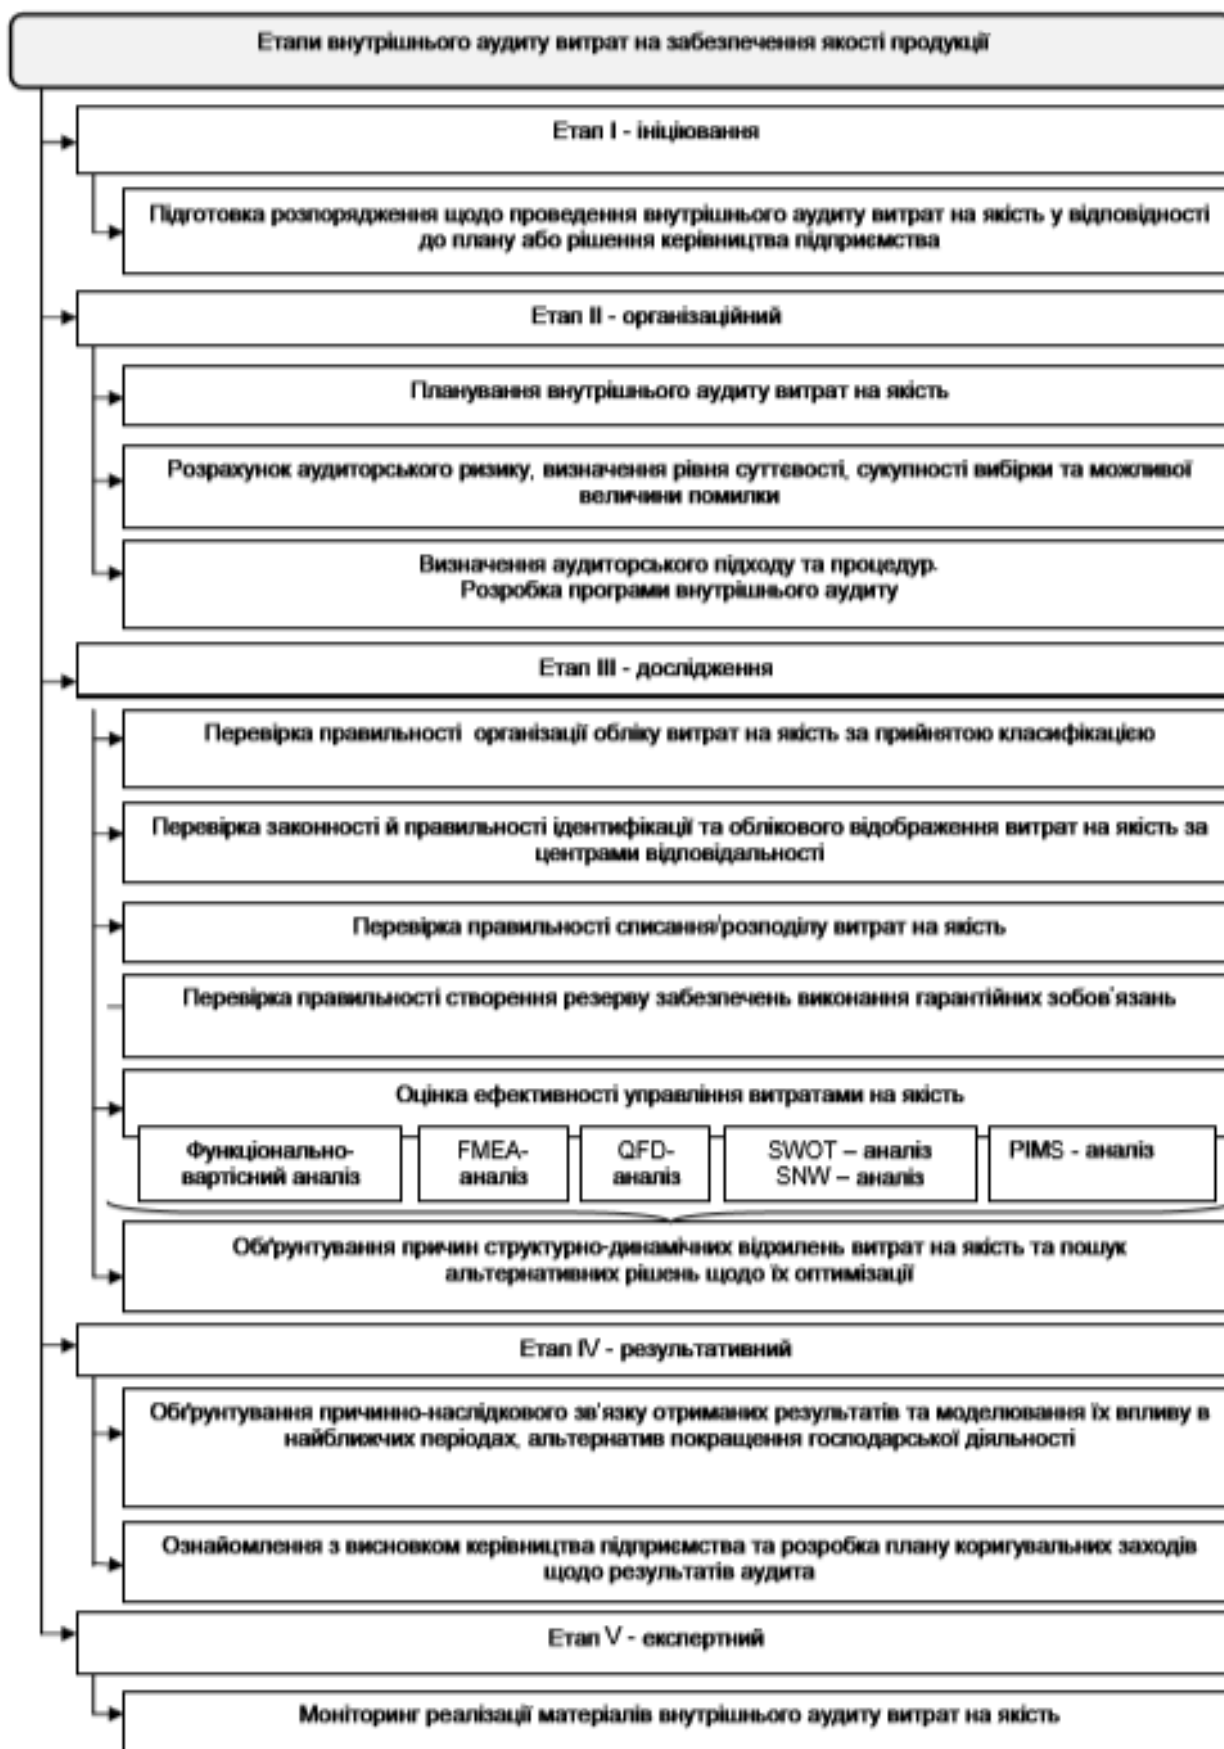 Етапи внутрішнього аудиту витрат на забезпечення якості продукції
Етап I - ініціювання
Підготовка розпорядження щодо проведення внутрішнього аудиту витрат на якість у відповідності
до плану або рішення керівництва підприємства
Етап II - організаційний
Планування внутрішнього аудиту витрат на якість
Розрахунок аудиторського ризику, визначення рівня суттєвості, сукупності вибірки та можливої
величини помилки
Визначення аудиторського підходу та процедур.
Розробка програми внутрішнього аудиту
Етап III - дослідження
Перевірка правильності організації обліку витрат на якість за прийнятою класифікацією
Перевірка законності й правильності ідентифікації та облікового відображення витрат на якість за
центрами відповідальності
Перевірка правильності списання/розподілу витрат на якість
Перевірка правильності створення резерву забезпечень виконання гарантійних зобов'язань
Оцінка ефективності управління витратами на якість
Функціонально-
вартісний аналіз
FMEA-
аналіз
QFD-
аналіз
SWOT – аналіз
SNW – аналіз
PIMS - аналіз
Обґрунтування причин структурно-динамічних відхилень витрат на якість та пошук
альтернативних рішень щодо їх оптимізації
Етап IV - результативний
Обґрунтування причинно-наслідкового зв'язку отриманих результатів та моделювання їх впливу в
найближчих періодах, альтернатив покращення господарської діяльності
Ознайомлення з висновком керівництва підприємства та розробка плану коригувальних заходів
щодо результатів аудита
Етап V - експертний
Моніторинг реалізації матеріалів внутрішнього аудиту витрат на якість